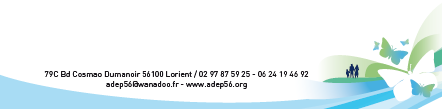 79C Bd Cosmao Dumanoir 56100 Lorient / 02 97 87 59 25 - 06 24 19 46 92
adep56@wanadoo.fr - www.adep56.org